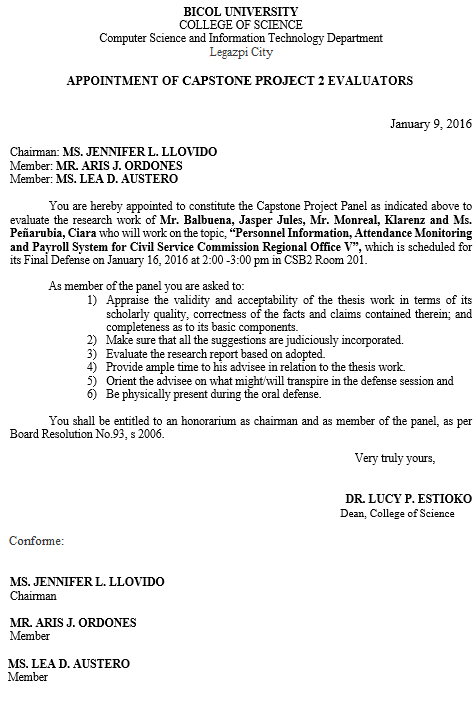 BICOL UNIVERSITY
COLLEGE OF SCIENCE
Computer Science and Information Technology Department
Legazpi City
APPOINTMENT OF CAPSTONE PROJECT 2 EVALUATORS
January 9, 2016
Chairman: MS. JENNIFER L. LLOVIDO
Member: MR. ARIS J. ORDONES
Member: MS. LEA D. AUSTERO
You are hereby appointed to constitute the Capstone Project Panel as indicated above to
evaluate the research work of Mr. Balbuena, Jasper Jules, Mr. Monreal, Klarenz and Ms.
Peñarubia, Ciara who will work on the topic, “Personnel Information, Attendance Monitoring
and Payroll System for Civil Service Commission Regional Office V”, which is scheduled for
its Final Defense on January 16, 2016 at 2:00 -3:00 pm in CSB2 Room 201.
As member of the panel you are asked to:
1) Appraise the validity and acceptability of the thesis work in terms of its
scholarly quality, correctness of the facts and claims contained therein; and
completeness as to its basic components.
2) Make sure that all the suggestions are judiciously incorporated.
3) Evaluate the research report based on adopted.
4) Provide ample time to his advisee in relation to the thesis work.
5) Orient the advisee on what might/will transpire in the defense session and
6) Be physically present during the oral defense.
You shall be entitled to an honorarium as chairman and as member of the panel, as per
Board Resolution No.93, s 2006.
Very truly yours,
DR. LUCY P. ESTIOKO
Dean, College of Science
Conforme:
MS. JENNIFER L. LLOVIDO
Chairman
MR. ARIS J. ORDONES
Member
MS. LEA D. AUSTERO
Member